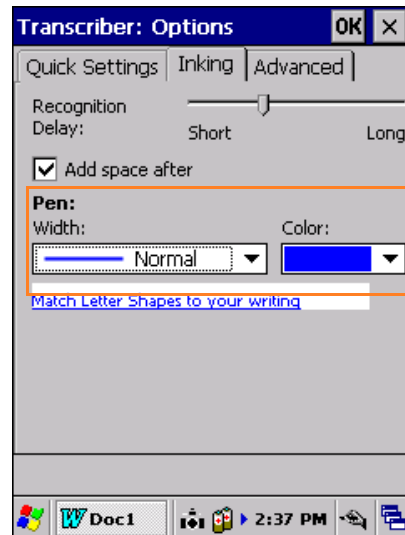 Transcriber: Options OK
Quick Settings Inking Advanced
Recognition
Delay:
Short Long
Add space after
Pen:
Width: Color:
Normal
Match Letter Shapes to your writing
Doc1 2:37 PM